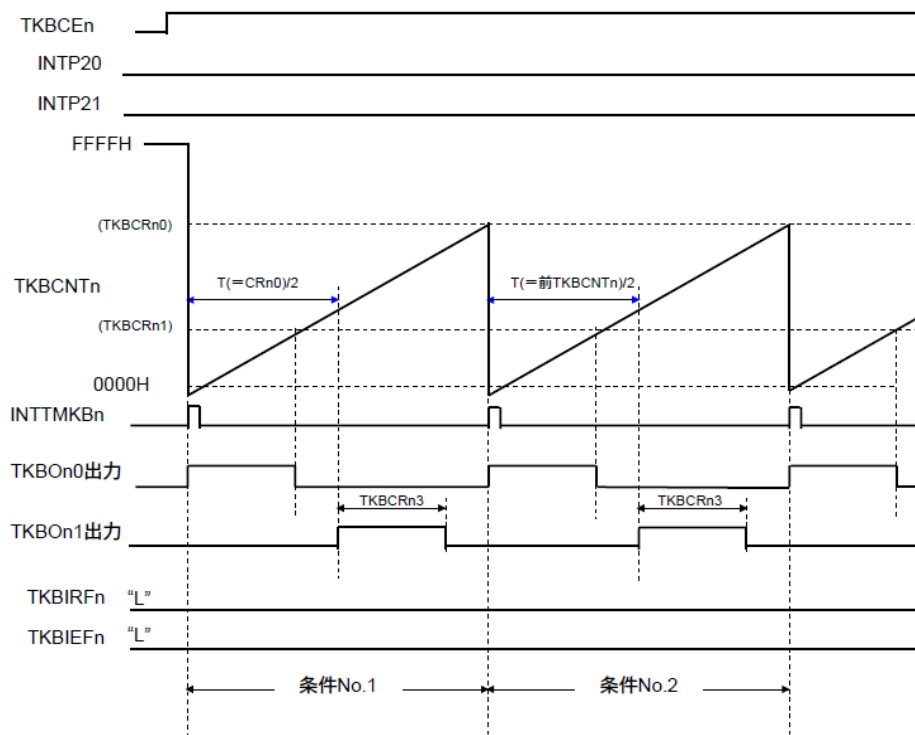 TKBCEn
INTP20
INTP21
FFFFH
(TKBCRn0)
TKBCNTn
T(＝CRn0)/2
T(＝前TKBCNTn)/2
(TKBCRn1)
0000H
INTTMKBn
TKBOn0出力
TKBCRn3
TKBCRn3
TKBOn1出力
TKBIRFn “L”
TKBIEFn “L”
条件No.1
条件No.2